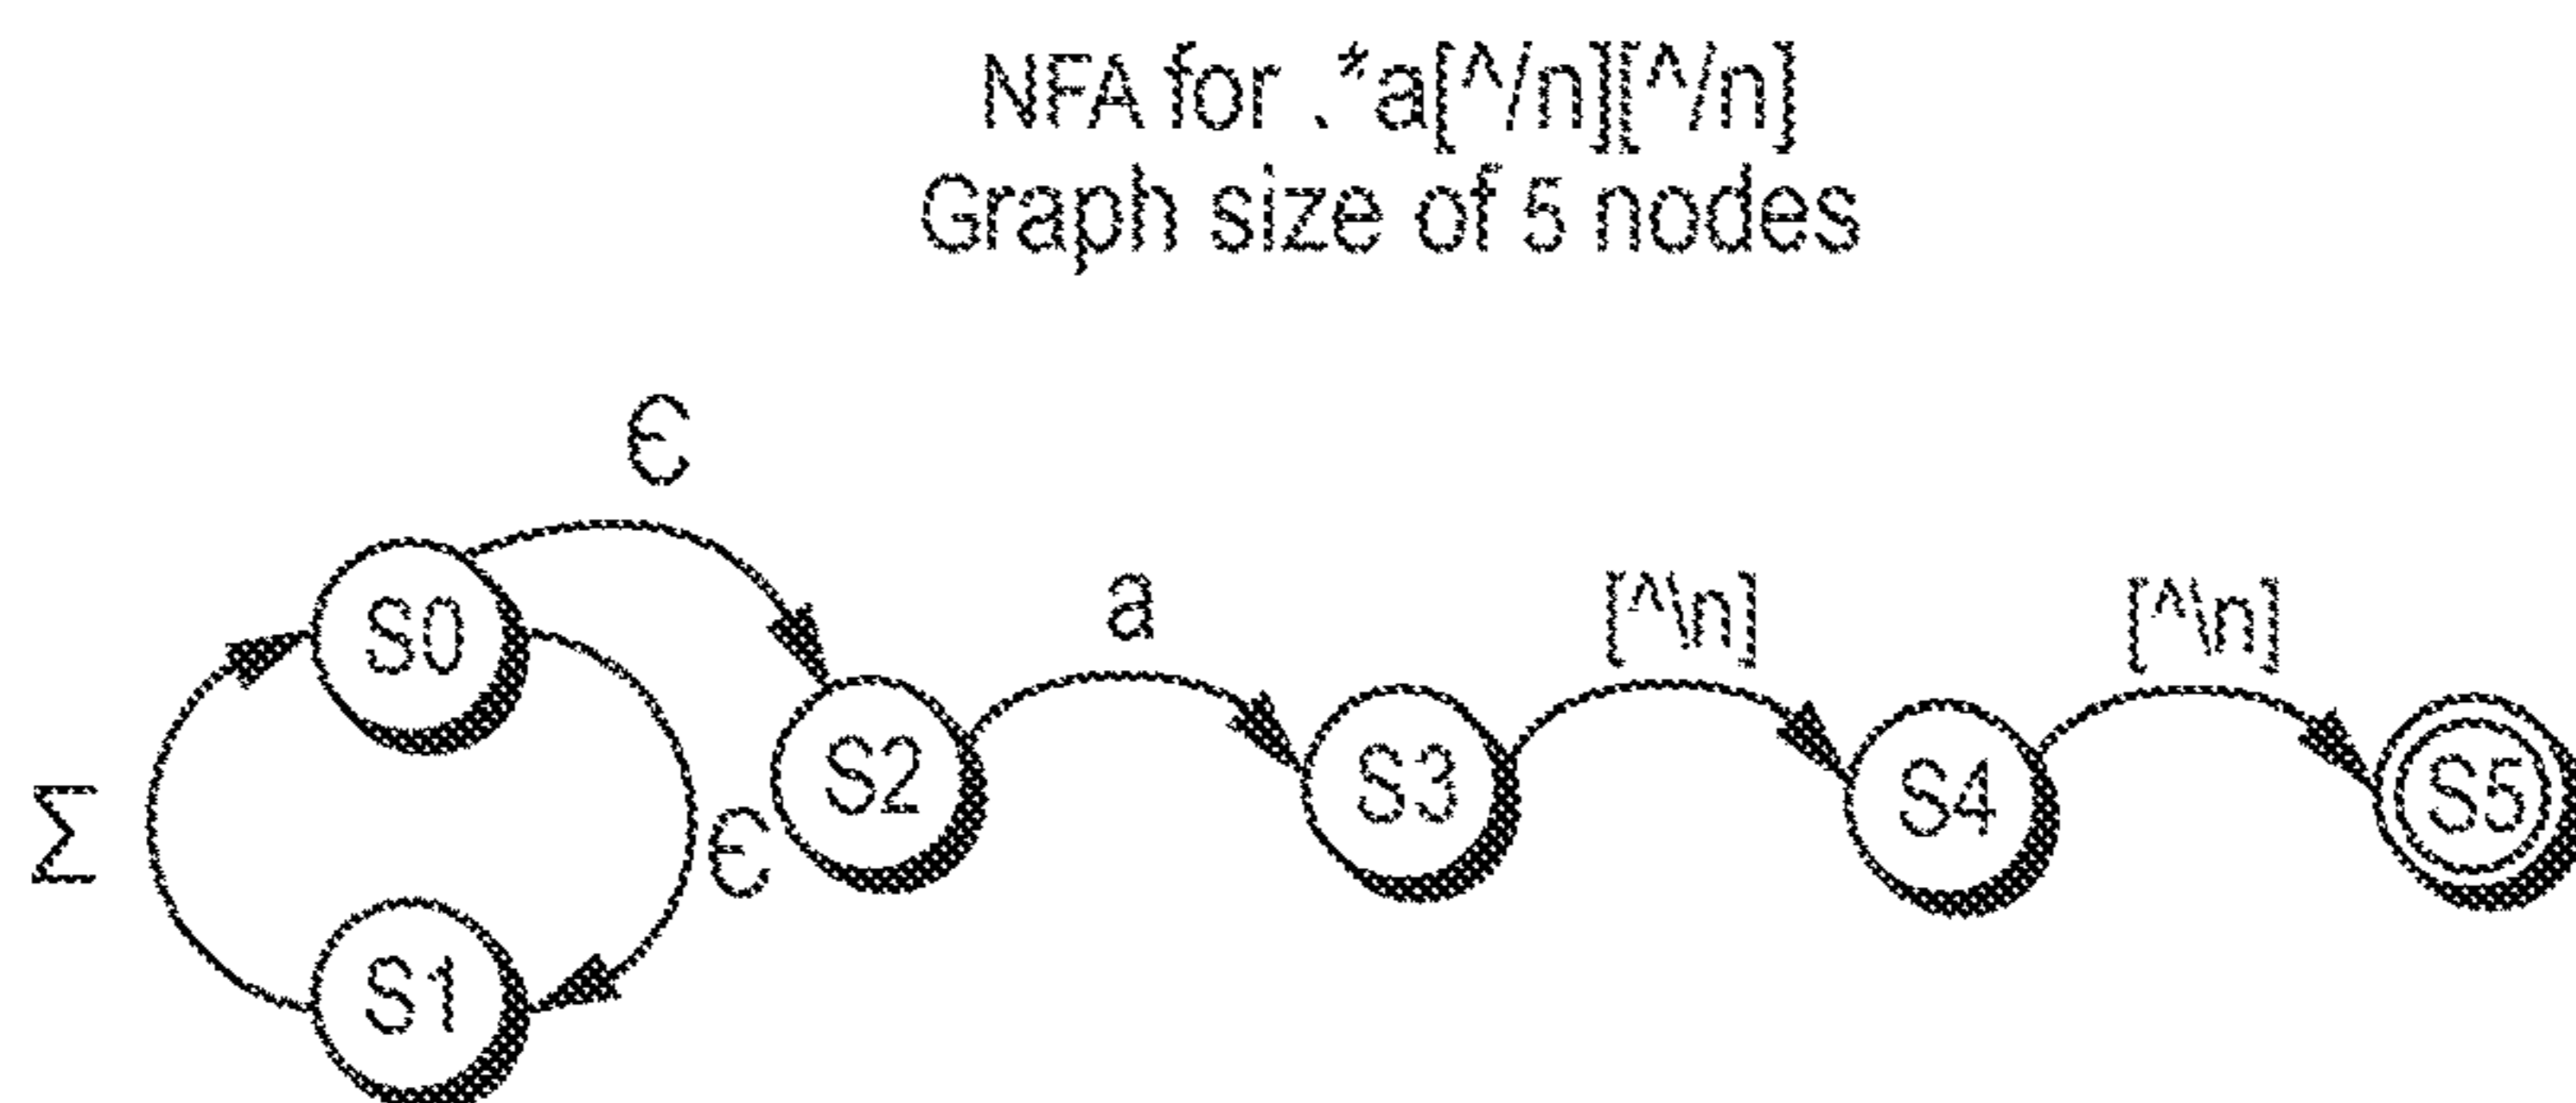 NFA for .*a[^/n][^/n]
Graph size of 5 nodes
Є
S0
a
[^\n]
[^\n]
S2
S3
S4
S5
Σ
Є
S1